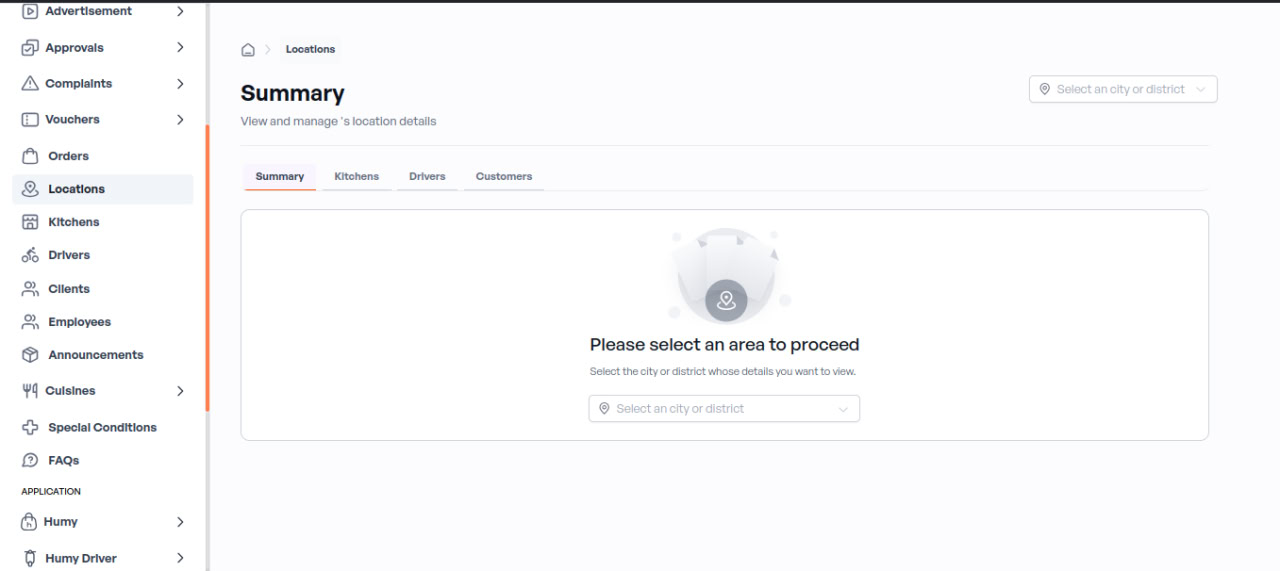 Advertisement
Approvals
Complaints
Vouchers
Orders
Locations
Kitchens
Drivers
Clients
Employees
Announcements
Cuisines
Special Conditions
FAQs
APPLICATION
Humy
Humy Driver
Locations
Summary
View and manage 's location details
Select an city or district
Summary Kitchens Drivers Customers
Please select an area to proceed
Select the city or district whose details you want to view.
Select an city or district